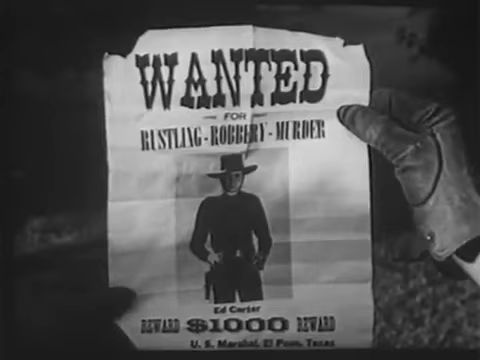 WANTED
FOR
RUSTLING - ROBBERY - MURDER
Ed Carter
REWARD $1000 REWARD
U. S. Marshal, El Paso, Texas